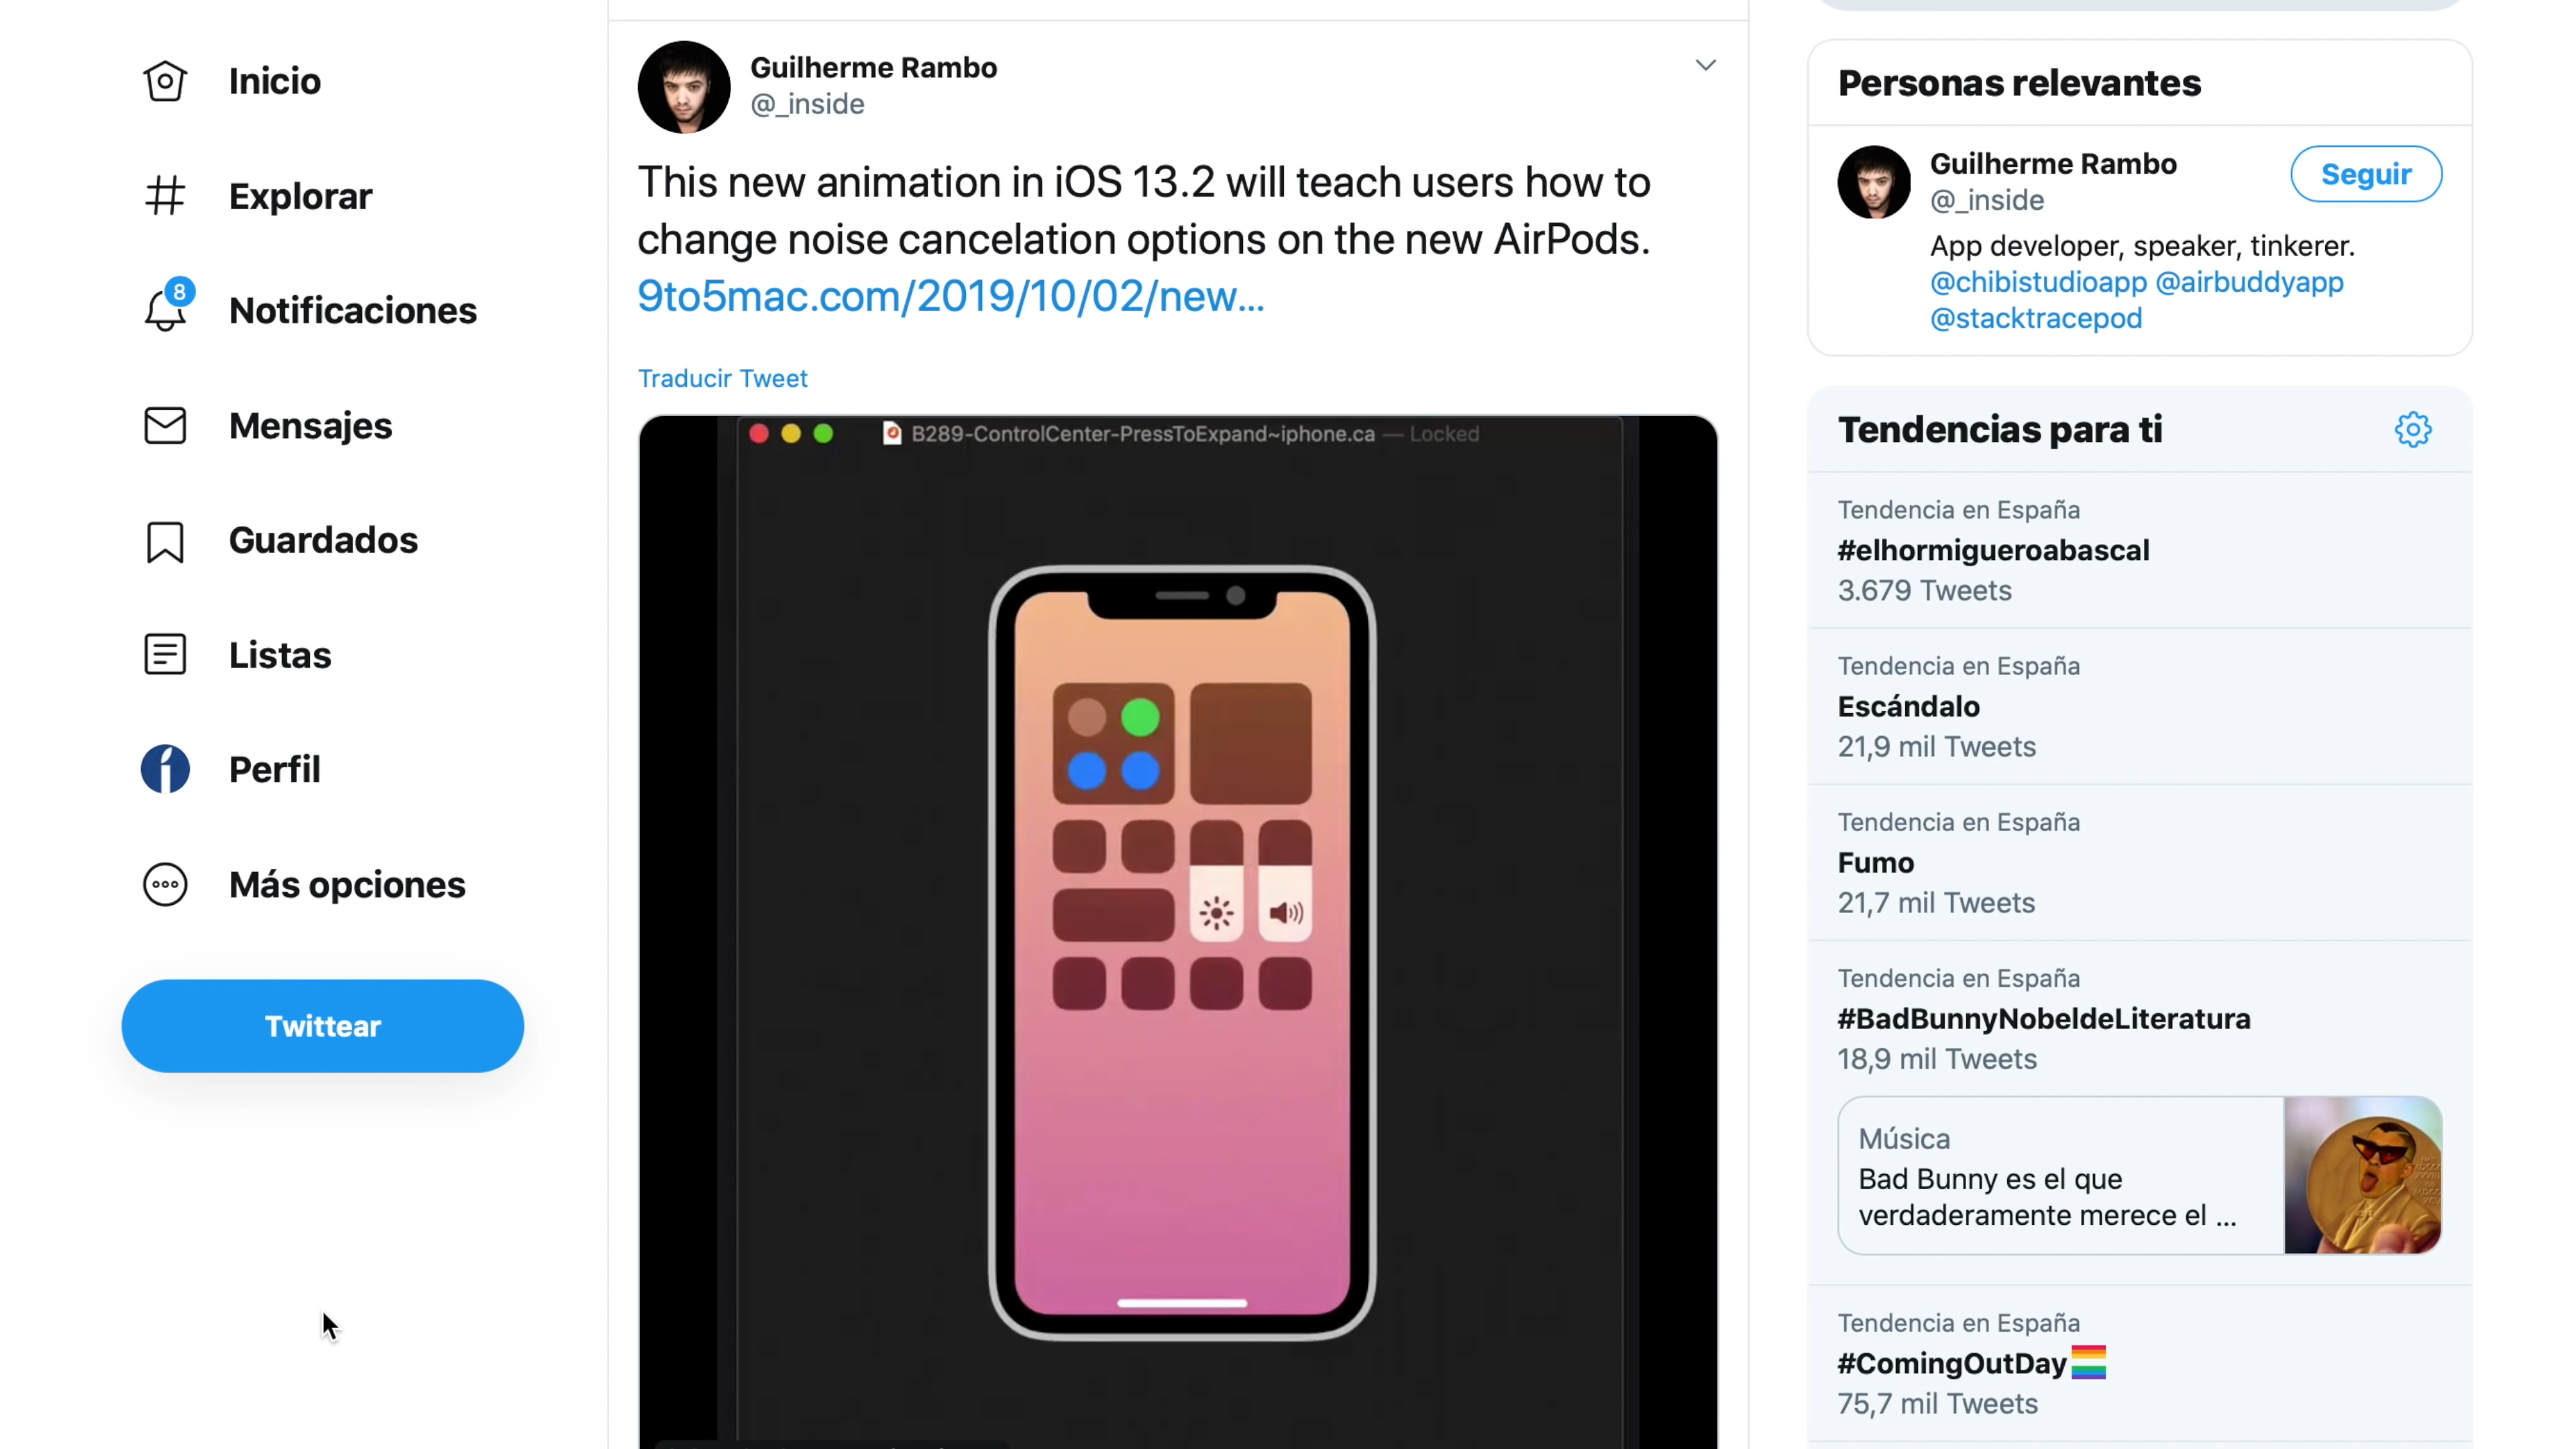 Inicio
Explorar
8
Notificaciones
Mensajes
Guardados
Listas
Perfil
Más opciones
Twittear
Guilherme Rambo
@_inside
This new animation in iOS 13.2 will teach users how to
change noise cancelation options on the new AirPods.
9to5mac.com/2019/10/02/new…
Traducir Tweet
B289-ControlCenter-PressToExpand~iphone.ca — Locked
Personas relevantes
Guilherme Rambo
Seguir
@_inside
App developer, speaker, tinkerer.
@chibistudioapp @airbuddyapp
@stacktracepod
Tendencias para ti
Tendencia en España
#elhormigueroabascal
3.679 Tweets
Tendencia en España
Escándalo
21,9 mil Tweets
Tendencia en España
Fumo
21,7 mil Tweets
Tendencia en España
#BadBunnyNobeldeLiteratura
18,9 mil Tweets
Música
Bad Bunny es el que
verdaderamente merece el ...
Tendencia en España
#ComingOutDay
75,7 mil Tweets